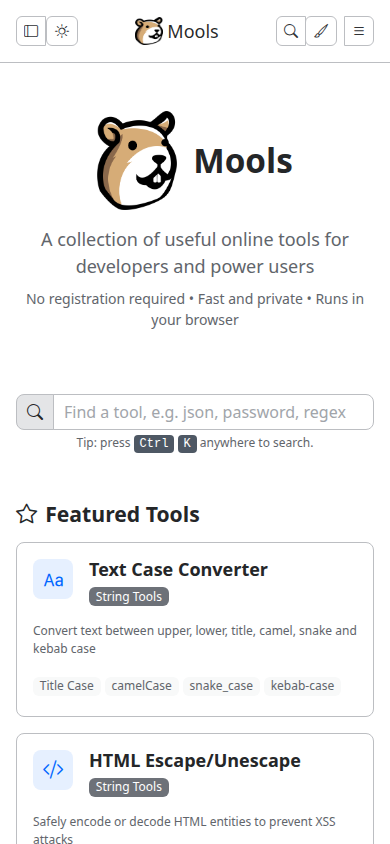 Mools
Mools
A collection of useful online tools for
developers and power users
No registration required • Fast and private • Runs in
your browser
Find a tool, e.g. json, password, regex
Tip: press Ctrl K anywhere to search.
Featured Tools
Aa
Text Case Converter
String Tools
Convert text between upper, lower, title, camel, snake and
kebab case
Title Case camelCase snake_case kebab-case
</>
HTML Escape/Unescape
String Tools
Safely encode or decode HTML entities to prevent XSS
attacks